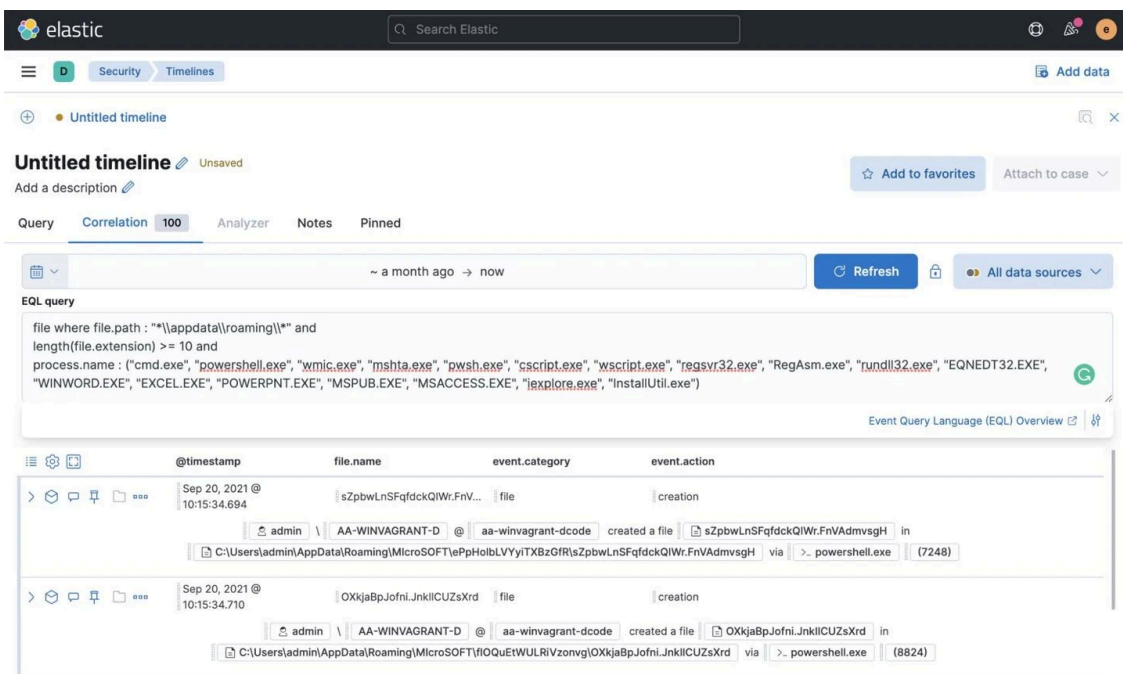 elastic
Search Elastic
e
D Security Timelines Add data
Untitled timeline
Untitled timeline Unsaved
Add to favorites Attach to case
Add a description
Query Correlation 100 Analyzer Notes Pinned
~ a month ago → now Refresh All data sources
EQL query
file where file.path : "*\\appdata\\roaming\\*" and
length(file.extension) >= 10 and
process.name : ("cmd.exe", "powershell.exe", "wmic.exe", "mshta.exe", "pwsh.exe", "cscript.exe", "wscript.exe", "regsvr32.exe", "RegAsm.exe", "rundll32.exe", "EQNEDT32.EXE",
"WINWORD.EXE", "EXCEL.EXE", "POWERPNT.EXE", "MSPUB.EXE", "MSACCESS.EXE", "iexplore.exe", "InstallUtil.exe")
Event Query Language (EQL) Overview
@timestamp file.name event.category event.action
Sep 20, 2021 @
10:15:34.694 sZpbwLnSFqfdckQIWr.FnV... file creation
admin \ AA-WINVAGRANT-D @ aa-winvagrant-dcode created a file sZpbwLnSFqfdckQIWr.FnVAdmvsgH in
C:\Users\admin\AppData\Roaming\MIcroSOFT\ePpHolbLVYyiTXBzGfR\sZpbwLnSFqfdckQIWr.FnVAdmvsgH via >_ powershell.exe (7248)
Sep 20, 2021 @
10:15:34.710 OXkjaBpJofni.JnkIICUZsXrd file creation
admin \ AA-WINVAGRANT-D @ aa-winvagrant-dcode created a file OXkjaBpJofni.JnkIICUZsXrd in
C:\Users\admin\AppData\Roaming\MIcroSOFT\flOQuEtWULRiVzonvg\OXkjaBpJofni.JnkIICUZsXrd via >_ powershell.exe (8824)